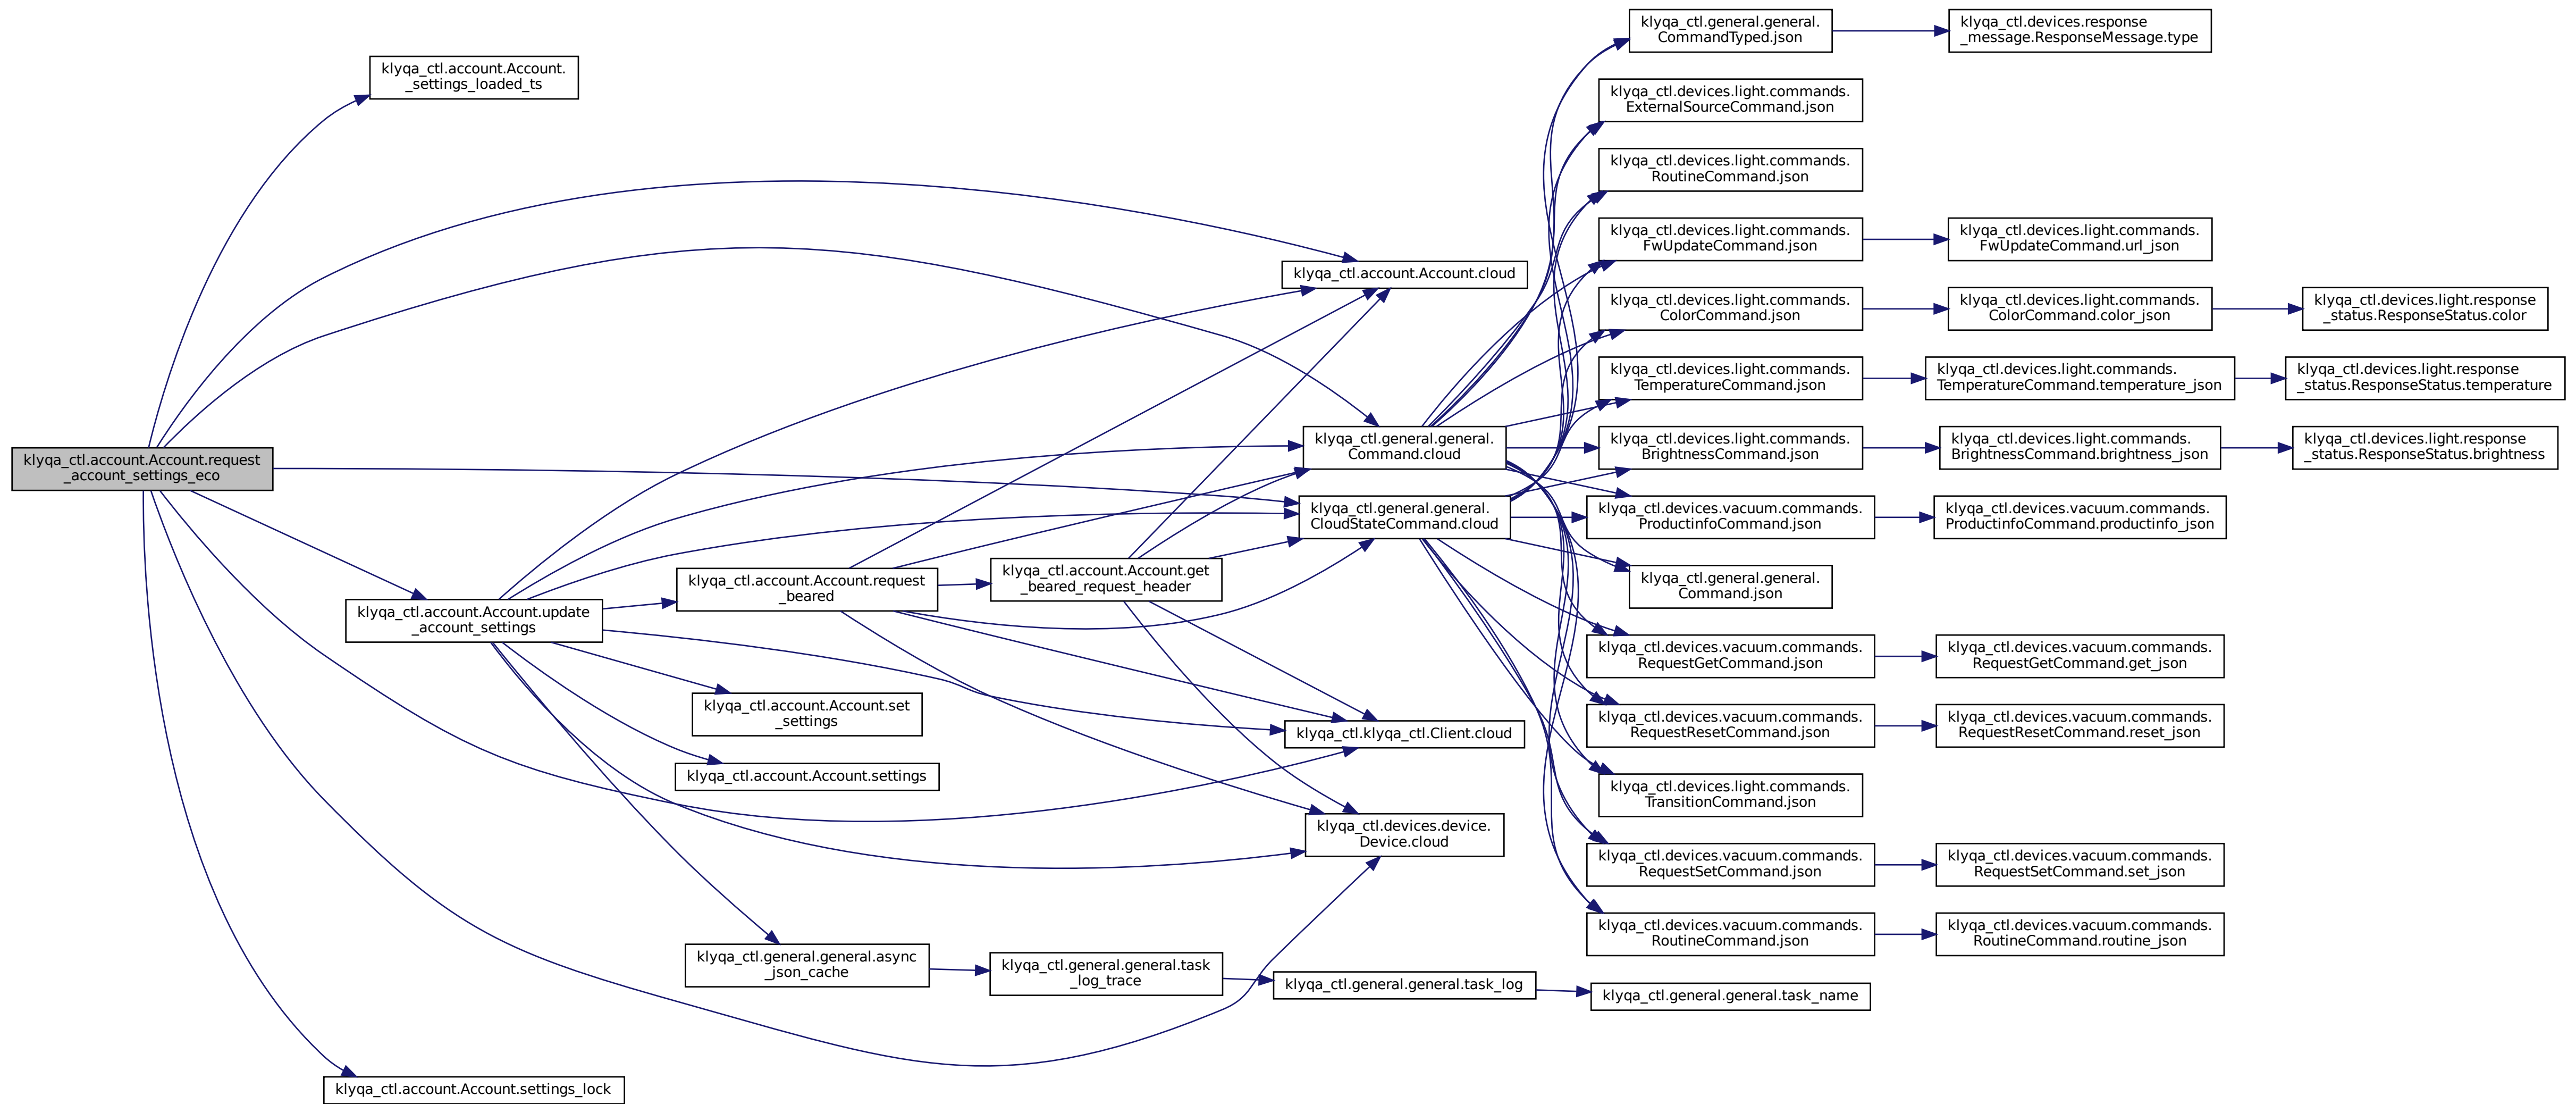 klyqa_ctl.account.Account.request
_account_settings_eco
klyqa_ctl.account.Account.
_settings_loaded_ts
klyqa_ctl.account.Account.update
_account_settings
klyqa_ctl.account.Account.settings_lock
klyqa_ctl.account.Account.request
_beared
klyqa_ctl.account.Account.set
_settings
klyqa_ctl.account.Account.settings
klyqa_ctl.general.general.async
_json_cache
klyqa_ctl.account.Account.get
_beared_request_header
klyqa_ctl.general.general.task
_log_trace
klyqa_ctl.account.Account.cloud
klyqa_ctl.general.general.
Command.cloud
klyqa_ctl.general.general.
CloudStateCommand.cloud
klyqa_ctl.klyqa_ctl.Client.cloud
klyqa_ctl.devices.device.
Device.cloud
klyqa_ctl.general.general.task_log
klyqa_ctl.general.general.
CommandTyped.json
klyqa_ctl.devices.light.commands.
ExternalSourceCommand.json
klyqa_ctl.devices.light.commands.
RoutineCommand.json
klyqa_ctl.devices.light.commands.
FwUpdateCommand.json
klyqa_ctl.devices.light.commands.
ColorCommand.json
klyqa_ctl.devices.light.commands.
TemperatureCommand.json
klyqa_ctl.devices.light.commands.
BrightnessCommand.json
klyqa_ctl.devices.vacuum.commands.
ProductinfoCommand.json
klyqa_ctl.general.general.
Command.json
klyqa_ctl.devices.vacuum.commands.
RequestGetCommand.json
klyqa_ctl.devices.vacuum.commands.
RequestResetCommand.json
klyqa_ctl.devices.light.commands.
TransitionCommand.json
klyqa_ctl.devices.vacuum.commands.
RequestSetCommand.json
klyqa_ctl.devices.vacuum.commands.
RoutineCommand.json
klyqa_ctl.general.general.task_name
klyqa_ctl.devices.response
_message.ResponseMessage.type
klyqa_ctl.devices.light.commands.
FwUpdateCommand.url_json
klyqa_ctl.devices.light.commands.
ColorCommand.color_json
klyqa_ctl.devices.light.commands.
TemperatureCommand.temperature_json
klyqa_ctl.devices.light.commands.
BrightnessCommand.brightness_json
klyqa_ctl.devices.vacuum.commands.
ProductinfoCommand.productinfo_json
klyqa_ctl.devices.vacuum.commands.
RequestGetCommand.get_json
klyqa_ctl.devices.vacuum.commands.
RequestResetCommand.reset_json
klyqa_ctl.devices.vacuum.commands.
RequestSetCommand.set_json
klyqa_ctl.devices.vacuum.commands.
RoutineCommand.routine_json
klyqa_ctl.devices.light.response
_status.ResponseStatus.color
klyqa_ctl.devices.light.response
_status.ResponseStatus.temperature
klyqa_ctl.devices.light.response
_status.ResponseStatus.brightness